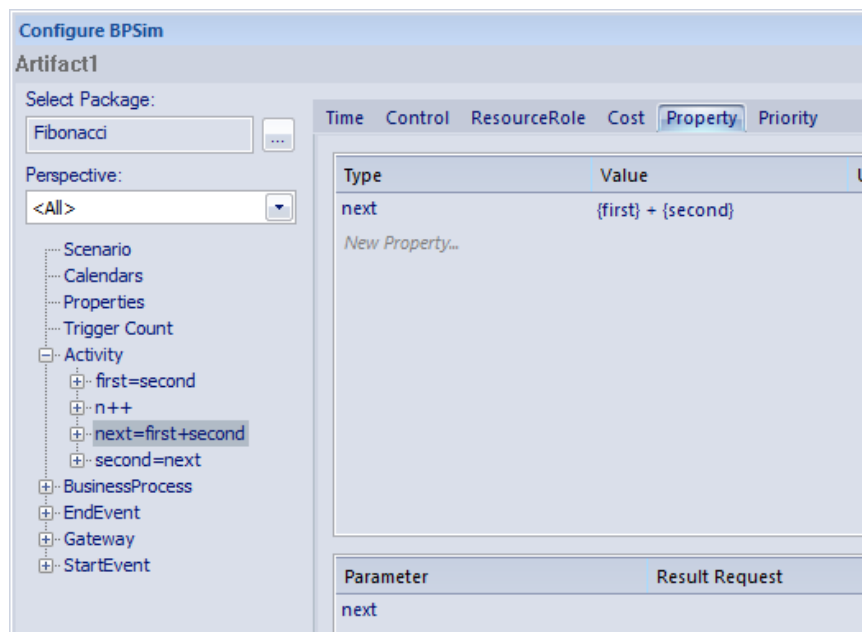 Configure BPSim
Artifact1
Select Package:
Fibonacci
...
Perspective:
<All>
Scenario
Calendars
Properties
Trigger Count
Activity
first=second
n++
next=first+second
second=next
BusinessProcess
EndEvent
Gateway
StartEvent
Time Control ResourceRole Cost Property Priority
Type Value
next {first} + {second}
New Property...
Parameter Result Request
next